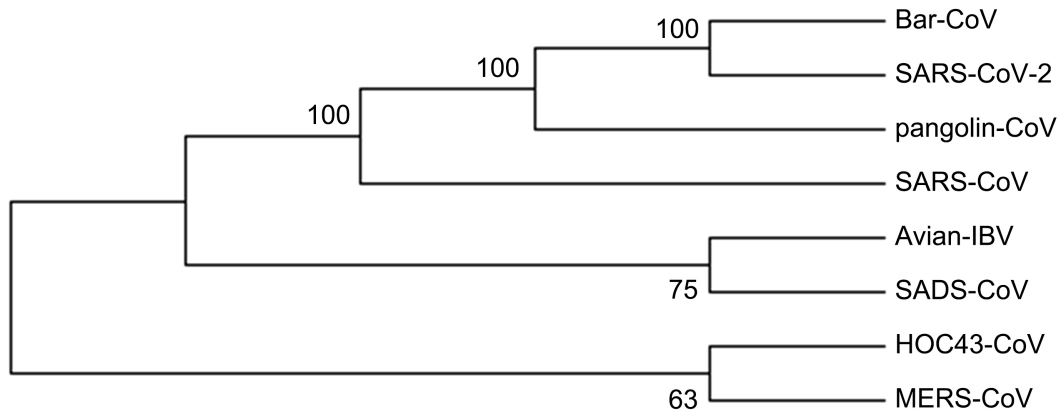 100
Bar-CoV
SARS-CoV-2
100
pangolin-CoV
100
SARS-CoV
Avian-IBV
75
SADS-CoV
HOC43-CoV
63
MERS-CoV